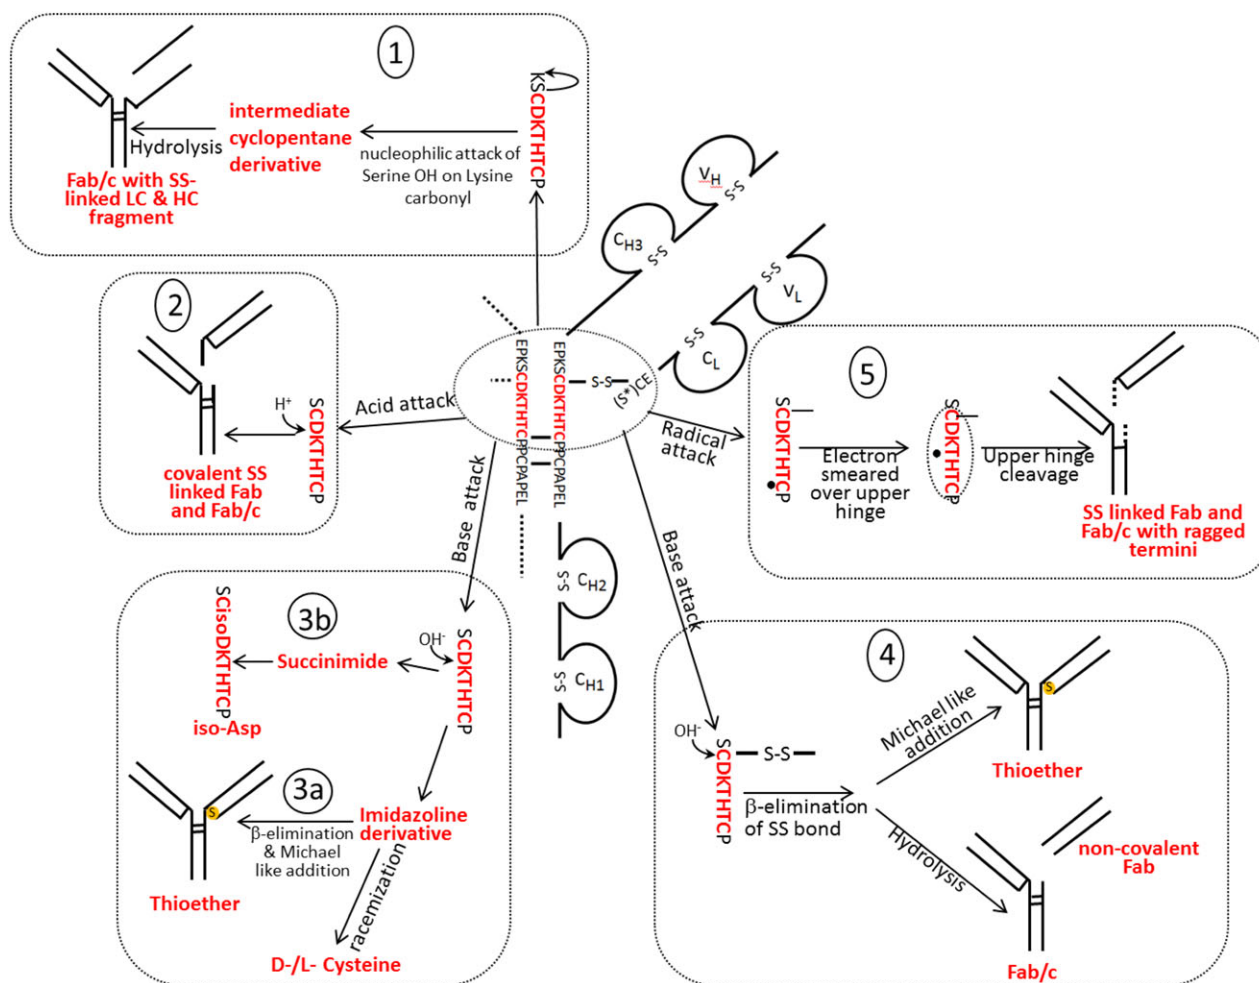 1
KSCDKTHTCP
intermediate
cyclopentane
derivative
Hydrolysis
nucleophilic attack of
Serine OH on Lysine
carbonyl
Fab/c with SS-
linked LC & HC
fragment
VH
S-S
CH3
S-S
S-S
VL
S-S
CL
2
H+
SCDKTHTCP
Acid attack
covalent SS
linked Fab
and Fab/c
EPKSCDKTHTCPPCPAPEL
EPKSCDKTHTCPPCPAPEL
S-S
(S*)CE
Base attack
Radical
attack
Base attack
S-S
CH2
S-S
CH1
5
SCDKTHTCP
Electron
smeared
over upper
hinge
SCDKTHTCP
Upper hinge
cleavage
SS linked Fab and
Fab/c with ragged
termini
3b
SCisoDKTHTCP
iso-Asp
Succinimide
OH-
SCDKTHTCP
3a
S
Thioether
β-elimination
& Michael
like addition
Imidazoline
derivative
racemization
D-/L- Cysteine
4
OH-
SCDKTHTCP
S-S
β-elimination
of SS bond
Michael like
addition
S
Thioether
Hydrolysis
non-covalent
Fab
Fab/c